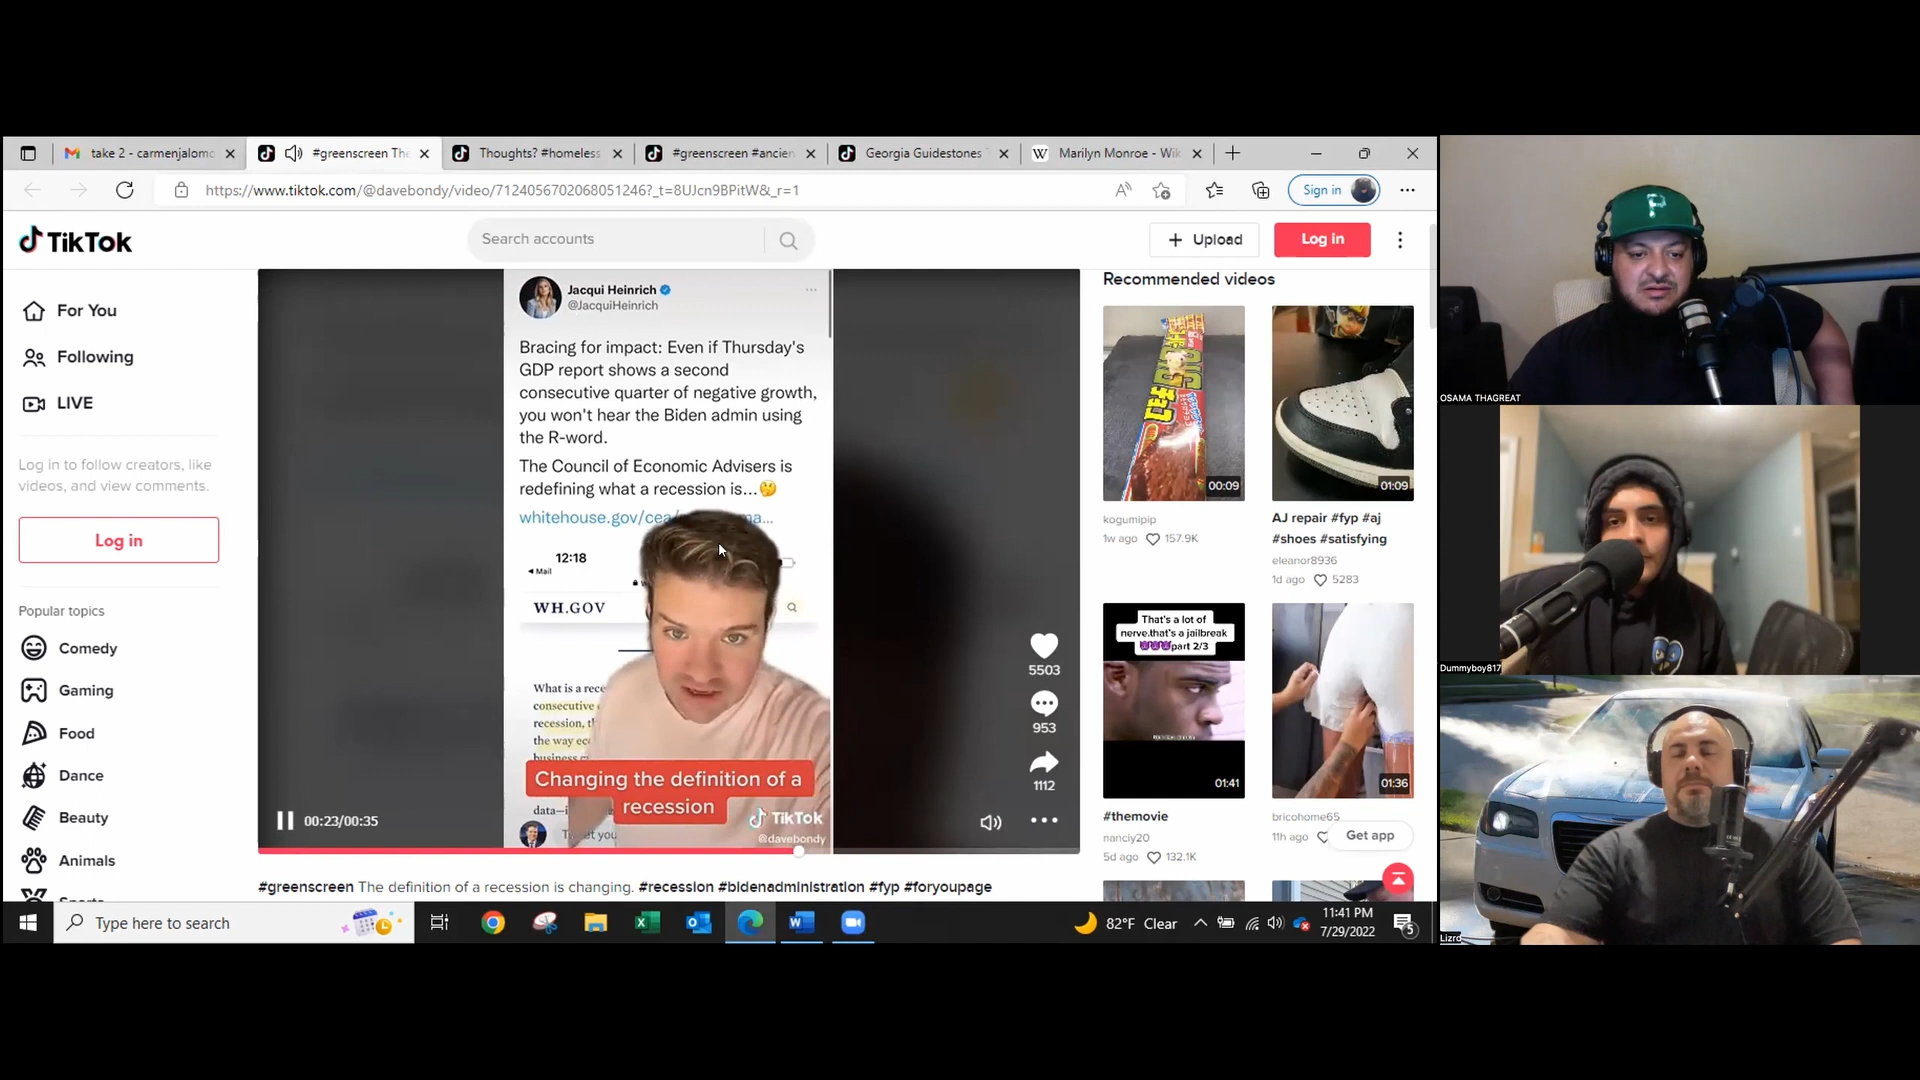 take 2 - carmenjalomo
#greenscreen The
Thoughts? #homeless
#greenscreen #ancien
Georgia Guidestones T
Marilyn Monroe - Wik
https://www.tiktok.com/@davebondy/video/7124056702068051246?_t=8UJcn9BPitW&_r=1
Sign in
TikTok
Search accounts
Upload
Log in
For You
Following
LIVE
Log in to follow creators, like
videos, and view comments.
Log in
Popular topics
Comedy
Gaming
Food
Dance
Beauty
Animals
Jacqui Heinrich
@JacquiHeinrich
Bracing for impact: Even if Thursday's
GDP report shows a second
consecutive quarter of negative growth,
you won't hear the Biden admin using
the R-word.
The Council of Economic Advisers is
redefining what a recession is...🤔
whitehouse.gov/cea/
12:18
Mail
WH.GOV
What is a rece
consecutive
recession, t
the way ec
business c
Changing the definition of a
recession
data—i
TikTok
@davebondy
5503
953
1112
00:23/00:35
#greenscreen The definition of a recession is changing. #recession #bidenadministration #fyp #foryoupage
Recommended videos
00:09
kogumipip
1w ago 157.9K
01:09
AJ repair #fyp #aj
#shoes #satisfying
eleanor8936
1d ago 5283
That's a lot of
nerve.that's a jailbreak
😈😈😈part 2/3
01:41
#themovie
nanciy20
5d ago 132.1K
01:36
bricohome65
11h ago
Get app
Type here to search
82°F Clear
11:41 PM
7/29/2022
5
OSAMA THAGREAT
P
Dummyboy817
Lizrd